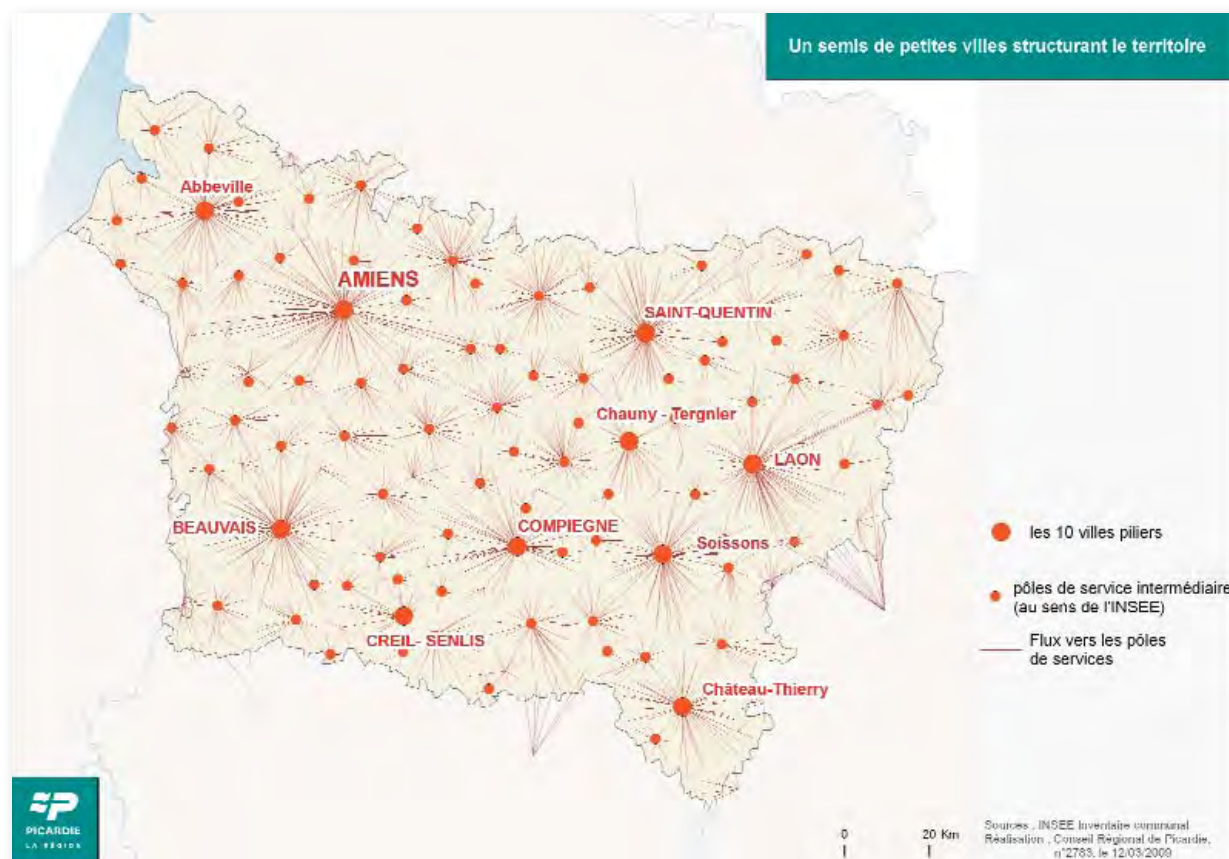 Un semis de petites villes structurant le territoire
Abbeville
AMIENS
SAINT-QUENTIN
Chauny - Tergnier
LAON
BEAUVAIS
COMPIEGNE
Soissons
CREIL- SENLIS
Château-Thierry
les 10 villes piliers
pôles de service intermédiaire
(au sens de l'INSEE)
Flux vers les pôles
de services
PICARDIE
LA RÉGION
0 20 Km
Sources : INSEE Inventaire communal
Réalisation : Conseil Régional de Picardie,
n°2783, le 12/03/2009